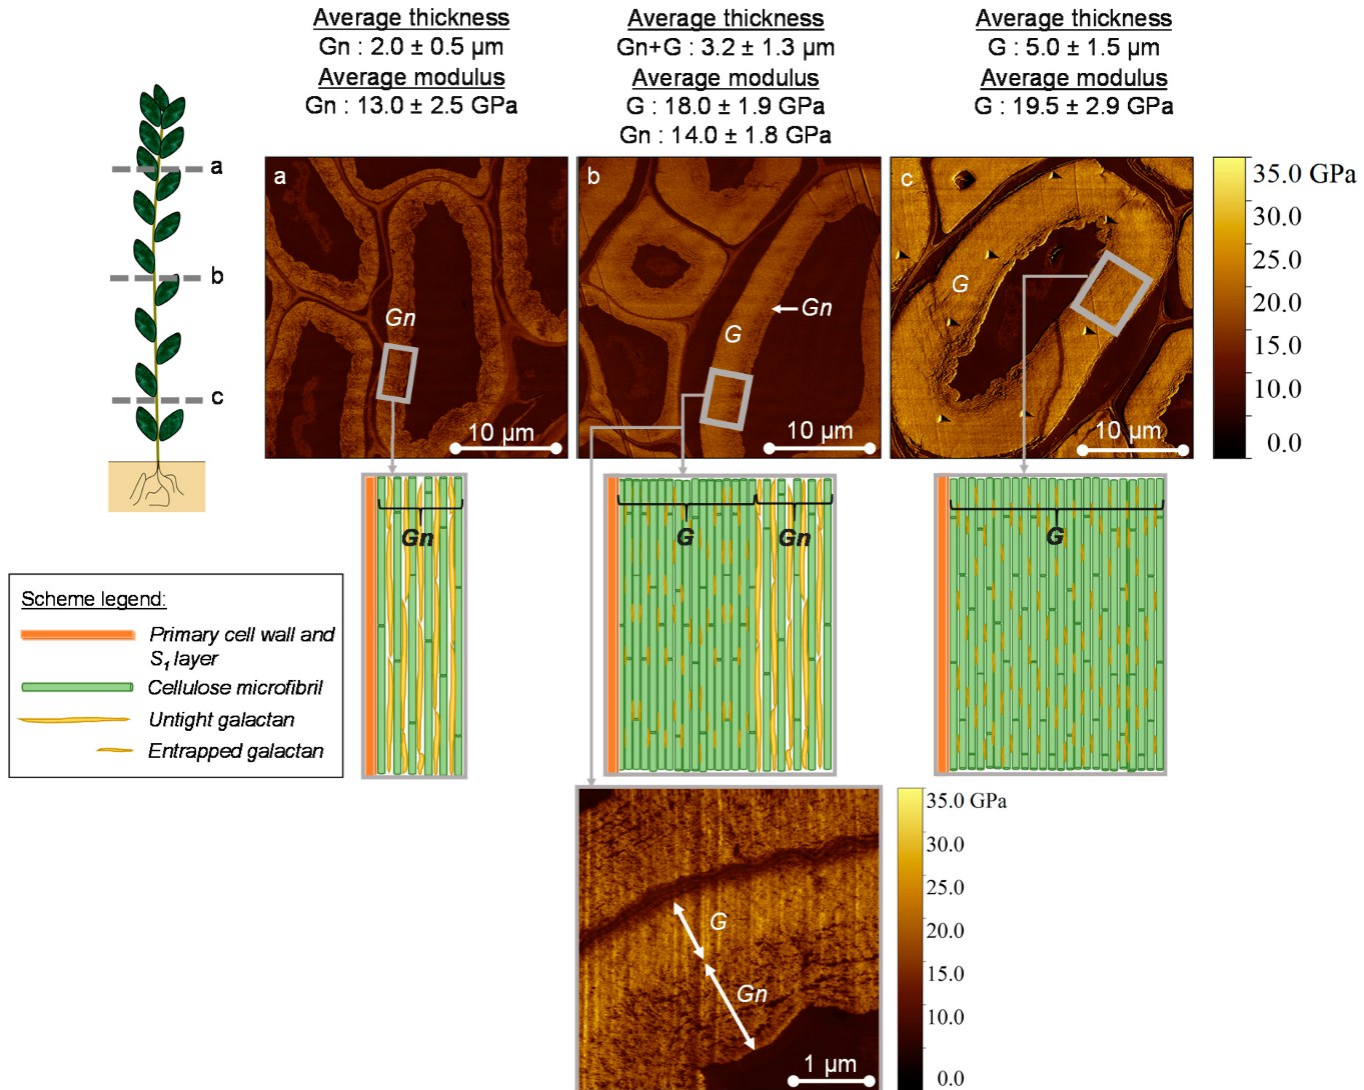 Average thickness
Gn : 2.0 ± 0.5 µm
Average modulus
Gn : 13.0 ± 2.5 GPa
Average thickness
Gn+G : 3.2 ± 1.3 µm
Average modulus
G : 18.0 ± 1.9 GPa
Gn : 14.0 ± 1.8 GPa
Average thickness
G : 5.0 ± 1.5 µm
Average modulus
G : 19.5 ± 2.9 GPa
a
b
c
a
Gn
10 µm
b
Gn
G
10 µm
c
G
10 µm
35.0 GPa
30.0
25.0
20.0
15.0
10.0
0.0
Gn
G
Gn
G
Scheme legend:
Primary cell wall and
S1 layer
Cellulose microfibril
Untight galactan
Entrapped galactan
G
Gn
1 µm
35.0 GPa
30.0
25.0
20.0
15.0
10.0
0.0